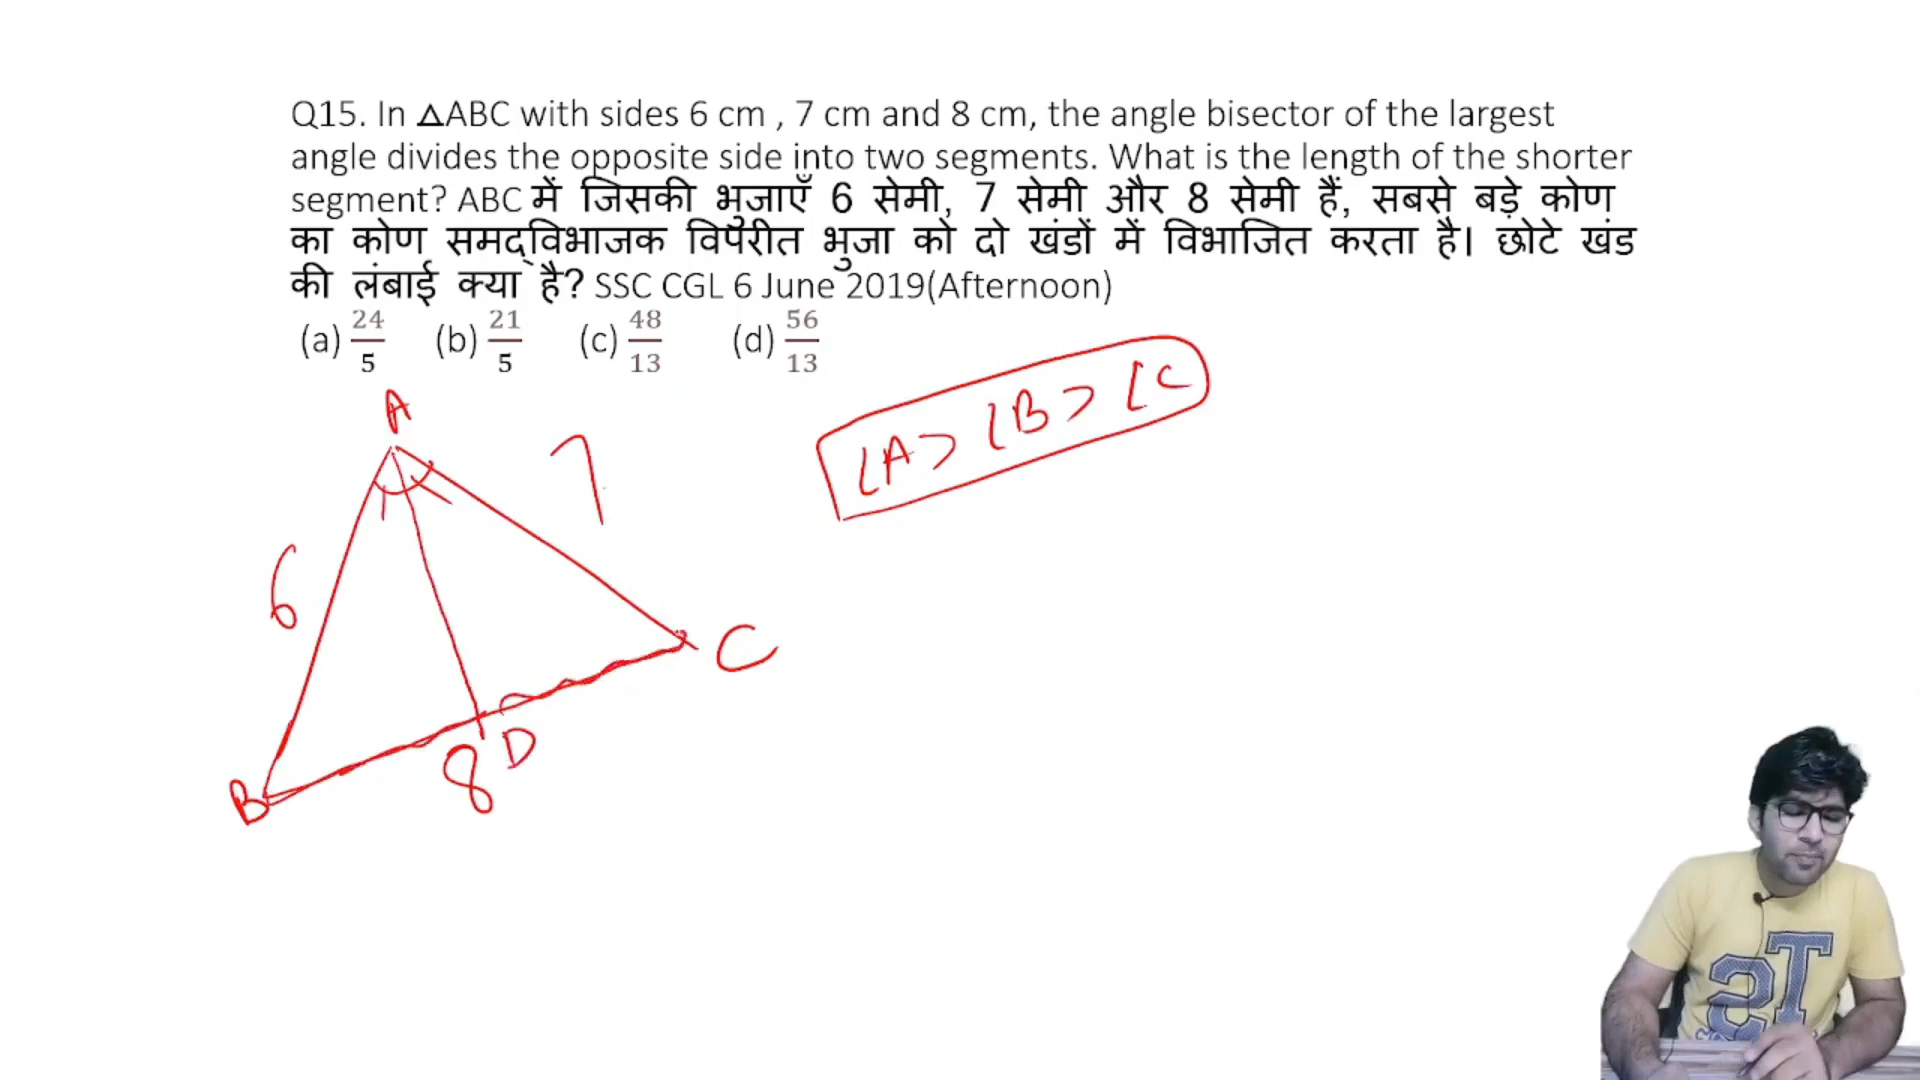 Q15. In △ABC with sides 6 cm , 7 cm and 8 cm, the angle bisector of the largest
angle divides the opposite side into two segments. What is the length of the shorter
segment? ABC में जिसकी भुजाएँ 6 सेमी, 7 सेमी और 8 सेमी हैं, सबसे बड़े कोण
का कोण समद्विभाजक विपरीत भुजा को दो खंडों में विभाजित करता है। छोटे खंड
की लंबाई क्या है? SSC CGL 6 June 2019(Afternoon)
(a) 24/5 (b) 21/5 (c) 48/13 (d) 56/13
∠A > ∠B > ∠C
A
7
6
C
D
8
B
ST